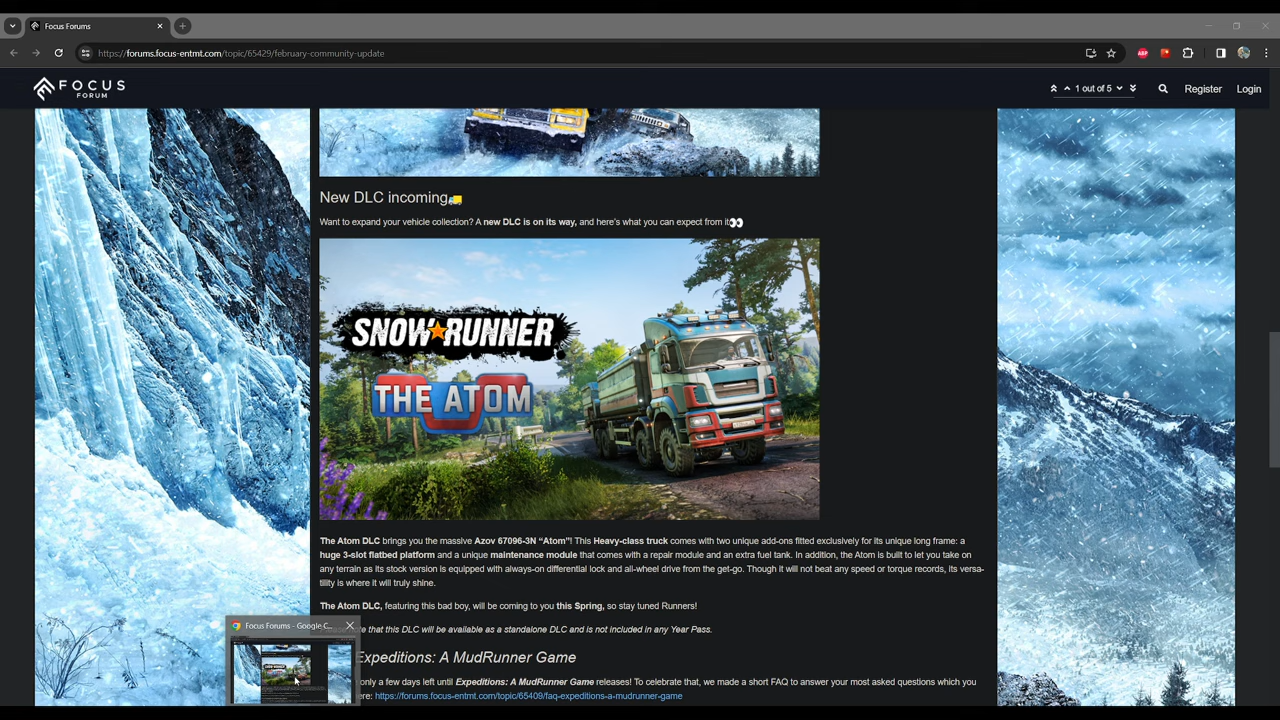 Focus Forums
https://forums.focus-entmt.com/topic/65429/february-community-update
ABP
FOCUS
FORUM
1 out of 5
Register
Login
New DLC incoming
Want to expand your vehicle collection? A new DLC is on its way, and here's what you can expect from it
SNOWRUNNER
THE ATOM
The Atom DLC brings you the massive Azov 67096-3N “Atom”! This Heavy-class truck comes with two unique add-ons fitted exclusively for its unique long frame: a
huge 3-slot flatbed platform and a unique maintenance module that comes with a repair module and an extra fuel tank. In addition, the Atom is built to let you take on
any terrain as its stock version is equipped with always-on differential lock and all-wheel drive from the get-go. Though it will not beat any speed or torque records, its versa-
tility is where it will truly shine.
The Atom DLC, featuring this bad boy, will be coming to you this Spring, so stay tuned Runners!
Focus Forums - Google C...
that this DLC will be available as a standalone DLC and is not included in any Year Pass.
Expeditions: A MudRunner Game
only a few days left until Expeditions: A MudRunner Game releases! To celebrate that, we made a short FAQ to answer your most asked questions which you
https://forums.focus-entmt.com/topic/65409/faq-expeditions-a-mudrunner-game